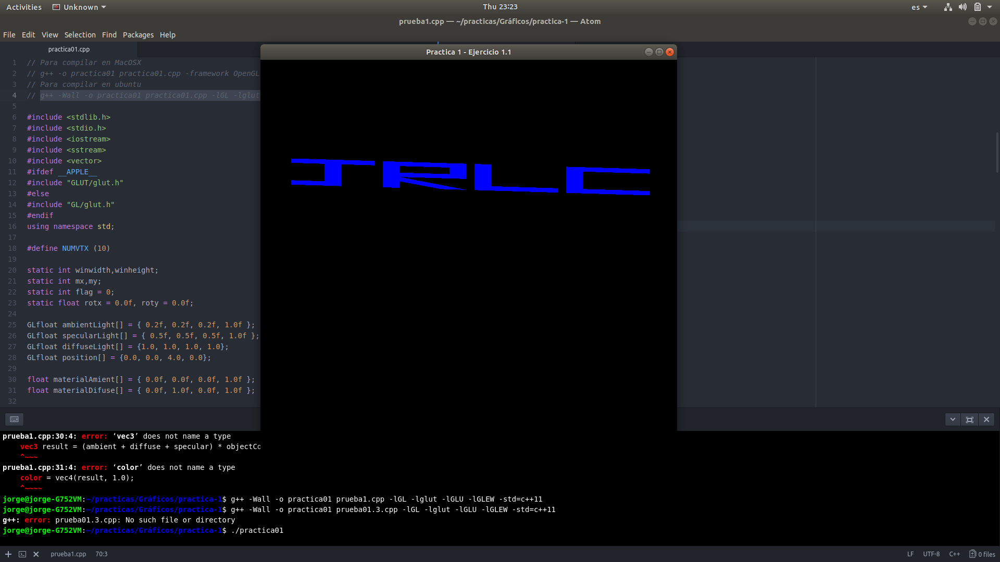 Activities Unknown Thu 23:23 es
prueba1.cpp — ~/practicas/Gráficos/practica-1 — Atom
File Edit View Selection Find Packages Help
practica01.cpp
Practica 1 - Ejercicio 1.1
JRLC
1 // Para compilar en MacOSX
2 // g++ -o practica01 practica01.cpp -framework OpenGL
3 // Para compilar en ubuntu
4 // g++ -Wall -o practica01 practica01.cpp -lGL -lglut
5
6 #include <stdlib.h>
7 #include <stdio.h>
8 #include <iostream>
9 #include <sstream>
10 #include <vector>
11 #ifdef __APPLE__
12 #include "GLUT/glut.h"
13 #else
14 #include "GL/glut.h"
15 #endif
16 using namespace std;
17
18 #define NUMVTX (10)
19
20 static int winwidth,winheight;
21 static int mx,my;
22 static int flag = 0;
23 static float rotx = 0.0f, roty = 0.0f;
24
25 GLfloat ambientLight[] = { 0.2f, 0.2f, 0.2f, 1.0f };
26 GLfloat specularLight[] = { 0.5f, 0.5f, 0.5f, 1.0f };
27 GLfloat diffuseLight[] = {1.0, 1.0, 1.0, 1.0};
28 GLfloat position[] = {0.0, 0.0, 4.0, 0.0};
29
30 float materialAmient[] = { 0.0f, 0.0f, 0.0f, 1.0f };
31 float materialDifuse[] = { 0.0f, 1.0f, 0.0f, 1.0f };
32
prueba1.cpp:30:4: error: ‘vec3’ does not name a type
vec3 result = (ambient + diffuse + specular) * objectCo
^~~~
prueba1.cpp:31:4: error: ‘color’ does not name a type
color = vec4(result, 1.0);
^~~~~
jorge@jorge-G752VM:~/practicas/Gráficos/practica-1$ g++ -Wall -o practica01 prueba1.cpp -lGL -lglut -lGLU -lGLEW -std=c++11
jorge@jorge-G752VM:~/practicas/Gráficos/practica-1$ g++ -Wall -o practica01 prueba01.3.cpp -lGL -lglut -lGLU -lGLEW -std=c++11
g++: error: prueba01.3.cpp: No such file or directory
jorge@jorge-G752VM:~/practicas/Gráficos/practica-1$ ./practica01
prueba1.cpp 70:3 LF UTF-8 C++ 0 files